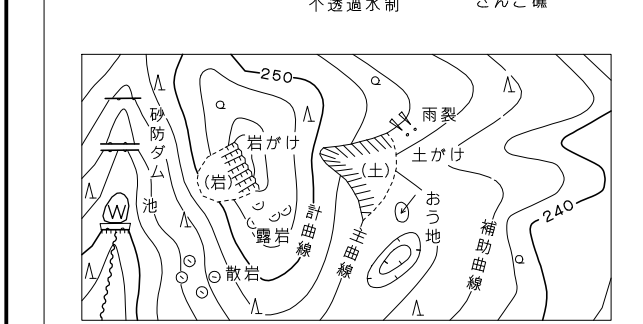 不透過水制
さんご礁
250
雨裂
砂防ダム
岩がけ
土がけ
(岩)
(土)
池
W
計曲線
主曲線
おう地
補助曲線
240
露岩
散岩